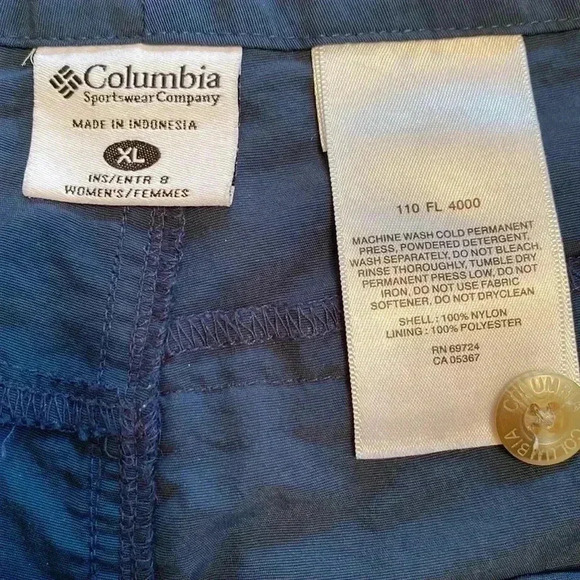 Columbia
Sportswear Company
MADE IN INDONESIA
XL
INS/ENTR 8
WOMEN'S/FEMMES
110 FL 4000
MACHINE WASH COLD PERMANENT
PRESS, POWDERED DETERGENT,
WASH SEPARATELY, DO NOT BLEACH.
RINSE THOROUGHLY, TUMBLE DRY
PERMANENT PRESS LOW, DO NOT
IRON, DO NOT USE FABRIC
SOFTENER, DO NOT DRYCLEAN
SHELL : 100% NYLON
LINING : 100% POLYESTER
RN 69724
CA 05367
COLUMBIA